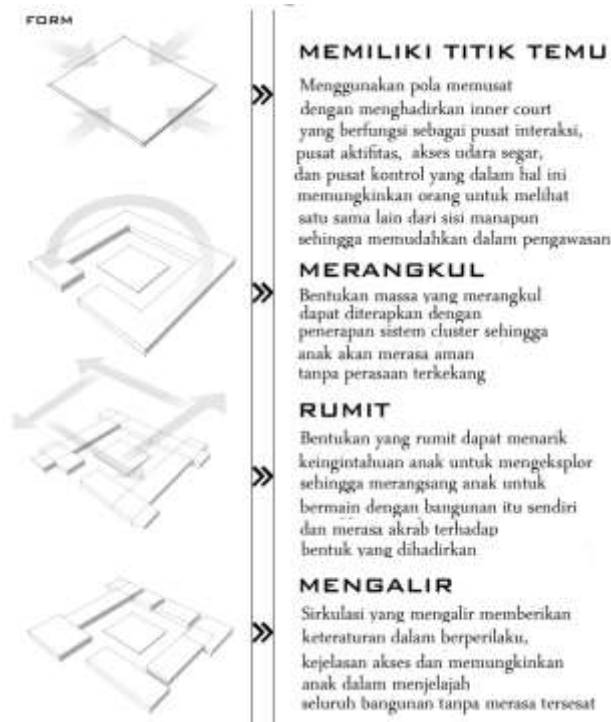 FORM
MEMILIKI TITIK TEMU
Menggunakan pola memusat
dengan menghadirkan inner court
yang berfungsi sebagai pusat interaksi,
pusat aktifitas, akses udara segar,
dan pusat kontrol yang dalam hal ini
memungkinkan orang untuk melihat
satu sama lain dari sisi manapun
sehingga memudahkan dalam pengawasan
MERANGKUL
Bentukan massa yang merangkul
dapat diterapkan dengan
penerapan sistem cluster sehingga
anak akan merasa aman
tanpa perasaan terkekang
RUMIT
Bentukan yang rumit dapat menarik
keingintahuan anak untuk mengeksplor
sehingga merangsang anak untuk
bermain dengan bangunan itu sendiri
dan merasa akrab terhadap
bentuk yang dihadirkan
MENGALIR
Sirkulasi yang mengalir memberikan
keteraturan dalam berperilaku,
kejelasan akses dan memungkinkan
anak dalam menjelajah
seluruh bangunan tanpa merasa tersesat